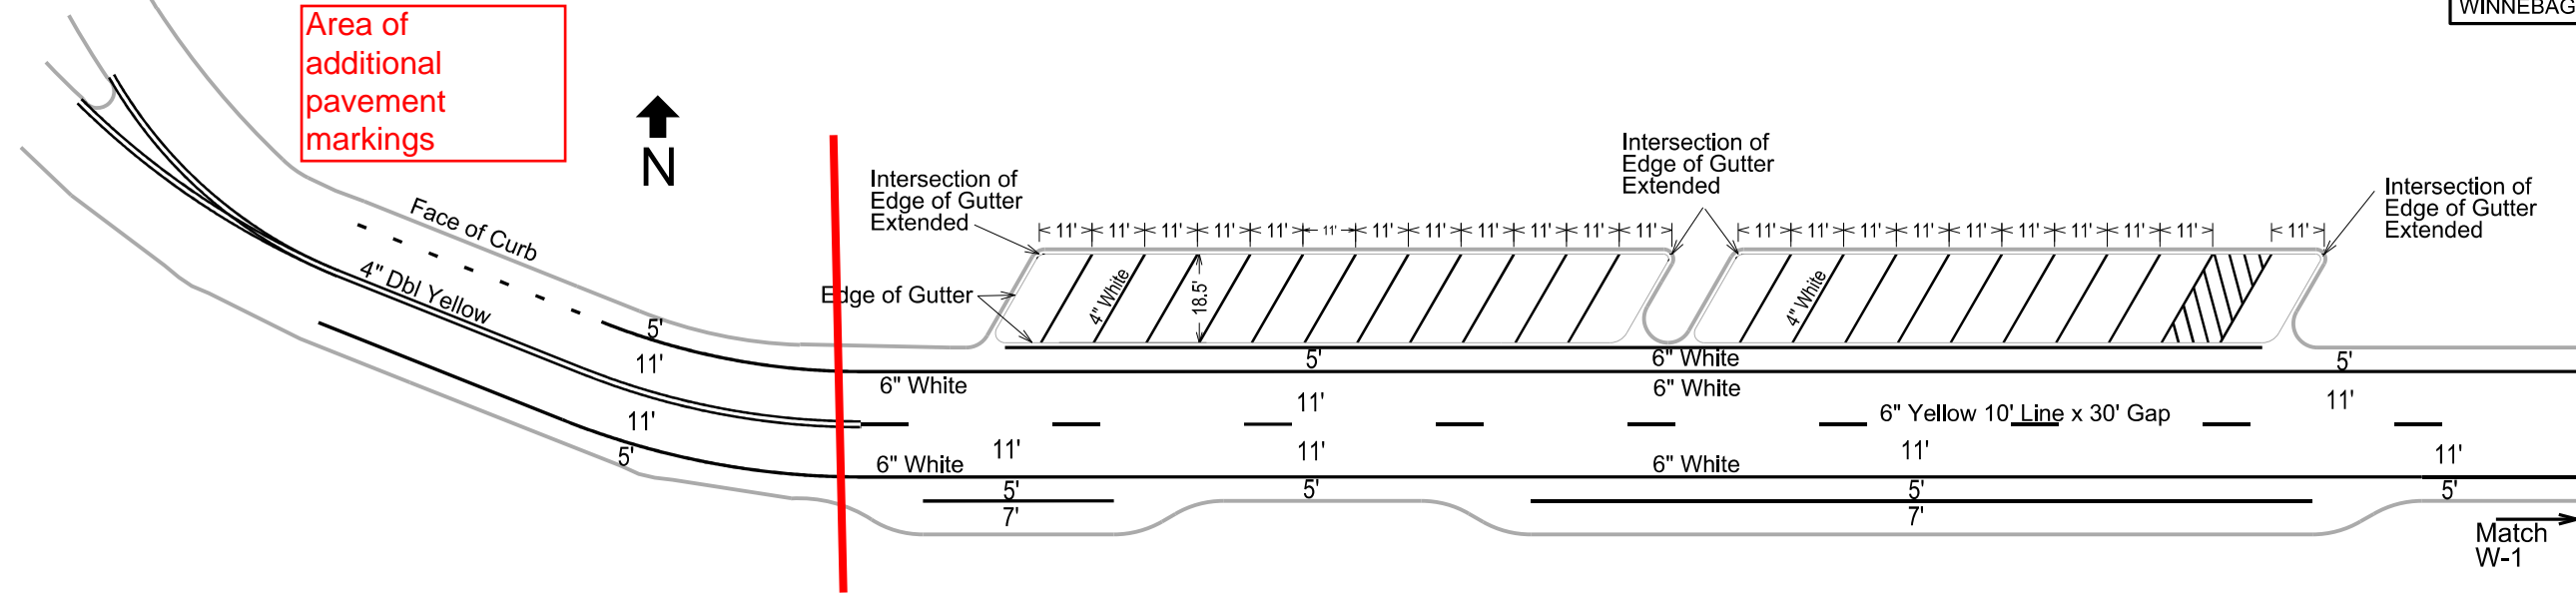 WINNEBAG
Area of
additional
pavement
markings
N
Intersection of
Edge of Gutter
Extended
Intersection of
Edge of Gutter
Extended
Intersection of
Edge of Gutter
Extended
11' 11' 11' 11' 11' 11' 11' 11' 11' 11' 11' 11'
11' 11' 11' 11' 11' 11' 11' 11' 11' 11'
Face of Curb
4" Dbl Yellow
Edge of Gutter
4" White
18.5'
4" White
5'
11'
11'
5'
5'
6" White
5'
6" White
6" White
11'
11'
6" Yellow 10' Line x 30' Gap
11'
11'
11'
11'
6" White
6" White
5'
5'
5'
5'
7'
7'
Match
W-1